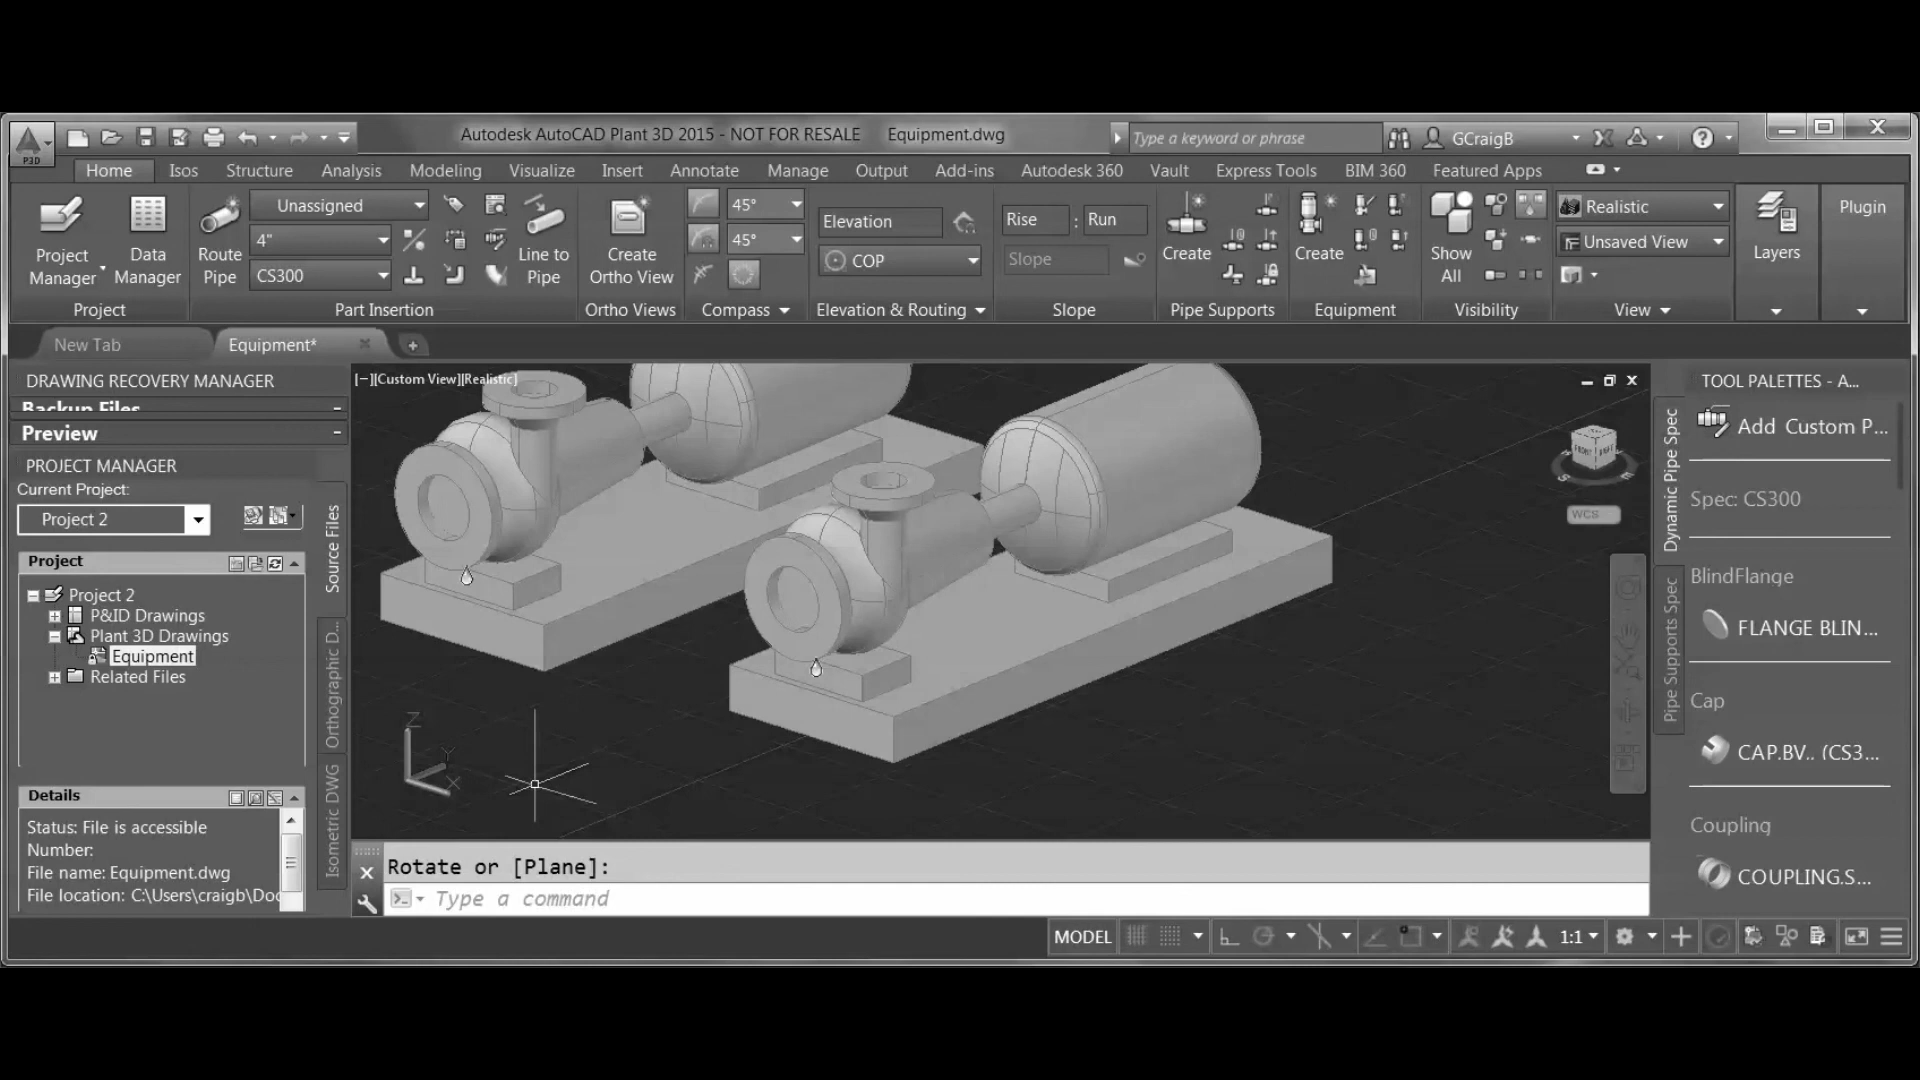 Autodesk AutoCAD Plant 3D 2015 - NOT FOR RESALE Equipment.dwg
Type a keyword or phrase
GCraigB
P3D
Home Isos Structure Analysis Modeling Visualize Insert Annotate Manage Output Add-ins Autodesk 360 Vault Express Tools BIM 360 Featured Apps
Project Manager
Data Manager
Project
Route Pipe
Unassigned
4"
CS300
Line to Pipe
Part Insertion
Create Ortho View
Ortho Views
45°
45°
Compass
Elevation
COP
Elevation & Routing
Rise : Run
Slope
Slope
Create
Pipe Supports
Create
Equipment
Show All
Visibility
Realistic
Unsaved View
View
Layers
Plugin
New Tab
Equipment*
DRAWING RECOVERY MANAGER
Backup Files
Preview
PROJECT MANAGER
Current Project:
Project 2
Project
Project 2
P&ID Drawings
Plant 3D Drawings
Equipment
Related Files
Source Files
Orthographic D...
Isometric DWG
Details
Status: File is accessible
Number:
File name: Equipment.dwg
File location: C:\Users\craigb\Doc
[−][Custom View][Realistic]
FRONT
WCS
Z
Y
X
Rotate or [Plane]:
Type a command
TOOL PALETTES - A...
Dynamic Pipe Spec
Pipe Supports Spec
Add Custom P...
Spec: CS300
BlindFlange
FLANGE BLIN...
Cap
CAP.BV.. (CS3...
Coupling
COUPLING.S...
MODEL
1:1